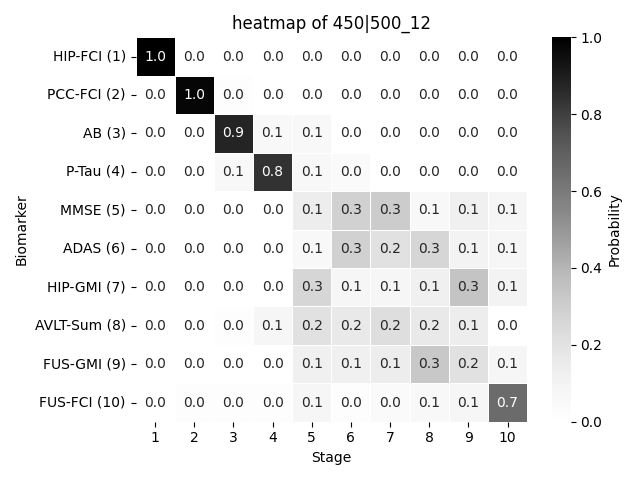 heatmap of 450|500_12
HIP-FCI (1) 1.0 0.0 0.0 0.0 0.0 0.0 0.0 0.0 0.0 0.0
PCC-FCI (2) 0.0 1.0 0.0 0.0 0.0 0.0 0.0 0.0 0.0 0.0
AB (3) 0.0 0.0 0.9 0.1 0.1 0.0 0.0 0.0 0.0 0.0
P-Tau (4) 0.0 0.0 0.1 0.8 0.1 0.0 0.0 0.0 0.0 0.0
MMSE (5) 0.0 0.0 0.0 0.0 0.1 0.3 0.3 0.1 0.1 0.1
ADAS (6) 0.0 0.0 0.0 0.0 0.1 0.3 0.2 0.3 0.1 0.1
HIP-GMI (7) 0.0 0.0 0.0 0.0 0.3 0.1 0.1 0.1 0.3 0.1
AVLT-Sum (8) 0.0 0.0 0.0 0.1 0.2 0.2 0.2 0.2 0.1 0.0
FUS-GMI (9) 0.0 0.0 0.0 0.0 0.1 0.1 0.1 0.3 0.2 0.1
FUS-FCI (10) 0.0 0.0 0.0 0.0 0.1 0.0 0.0 0.1 0.1 0.7
1 2 3 4 5 6 7 8 9 10
Stage
Biomarker
1.0
0.8
0.6
0.4
0.2
0.0
Probability